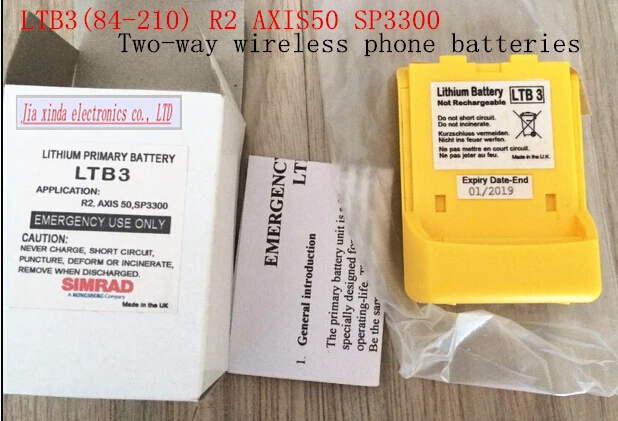 LTB3(84-210) R2 AXIS50 SP3300
Two-way wireless phone batteries
Jia xinda electronics co., LTD
LITHIUM PRIMARY BATTERY
LTB3
APPLICATION:
R2, AXIS 50,SP3300
EMERGENCY USE ONLY
CAUTION:
NEVER CHARGE, SHORT CIRCUIT,
PUNCTURE, DEFORM OR INCINERATE,
REMOVE WHEN DISCHARGED.
SIMRAD
A KONGSBERG Company
Made in the UK
EMERGENCY
LT
1. General introduction
The primary battery unit is a
specially designed for
operating-life.
Be the sam
Lithium Battery
Not Rechargeable
LTB 3
Do not short circuit.
Do not incinerate.
Kurzschluss vermeiden.
Nicht ins feuer werfen.
Ne pas mettre en court circuit.
Ne pas jeter au feu.
Made in the U.K.
Expiry Date-End
01/2019